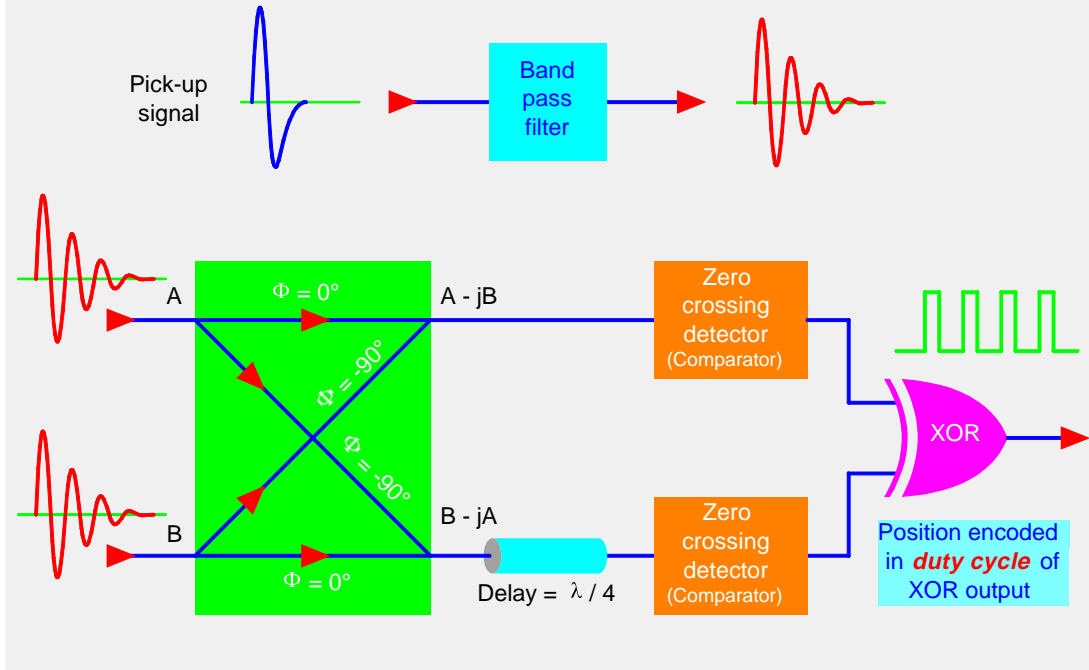 Pick-up
signal
Band
pass
filter
A
Φ = 0°
A - jB
Φ = -90°
Φ = -90°
B
Φ = 0°
B - jA
Delay = λ / 4
Zero
crossing
detector
(Comparator)
Zero
crossing
detector
(Comparator)
XOR
Position encoded
in duty cycle of
XOR output